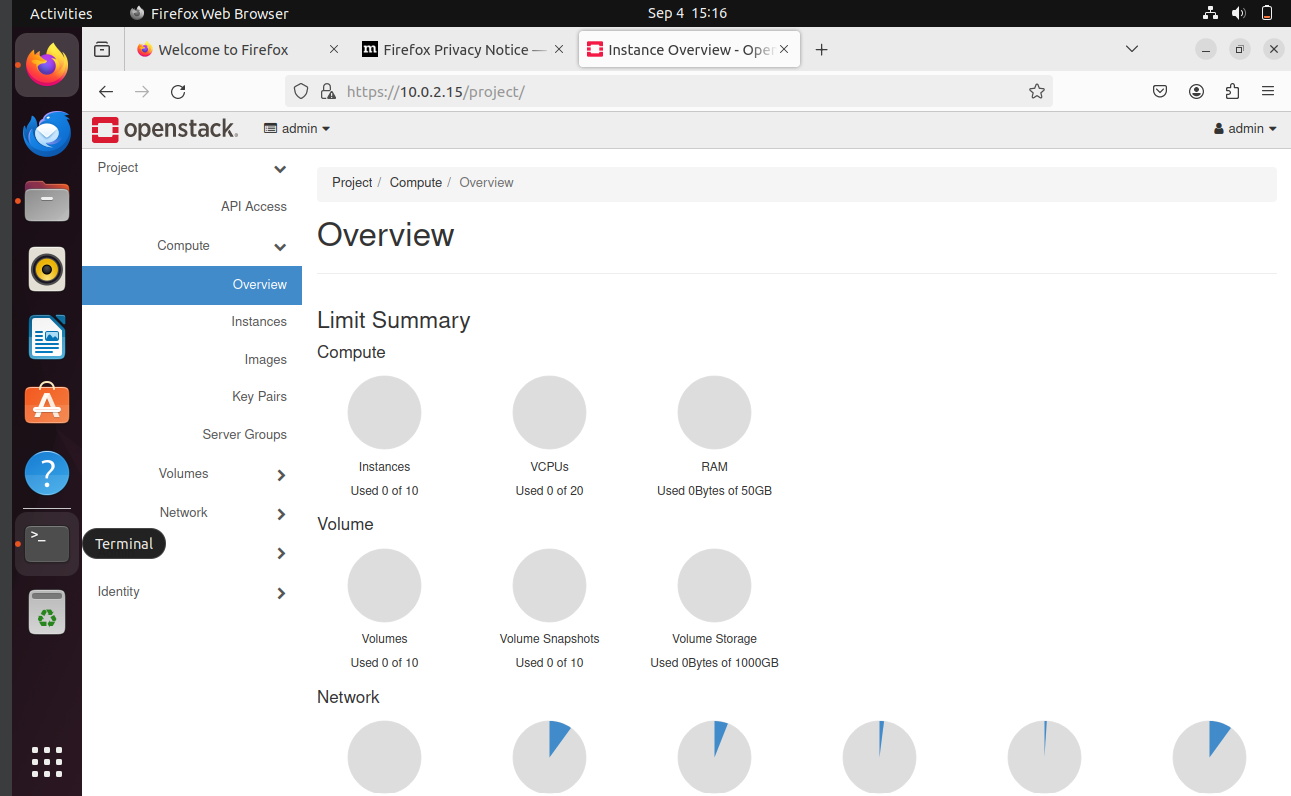 Activities Firefox Web Browser Sep 4 15:16
Welcome to Firefox Firefox Privacy Notice — Instance Overview - Ope
https://10.0.2.15/project/
openstack. admin admin
Project
API Access
Compute
Overview
Instances
Images
Key Pairs
Server Groups
Volumes
Network
Terminal
Identity
Project / Compute / Overview
Overview
Limit Summary
Compute
Instances VCPUs RAM
Used 0 of 10 Used 0 of 20 Used 0Bytes of 50GB
Volume
Volumes Volume Snapshots Volume Storage
Used 0 of 10 Used 0 of 10 Used 0Bytes of 1000GB
Network